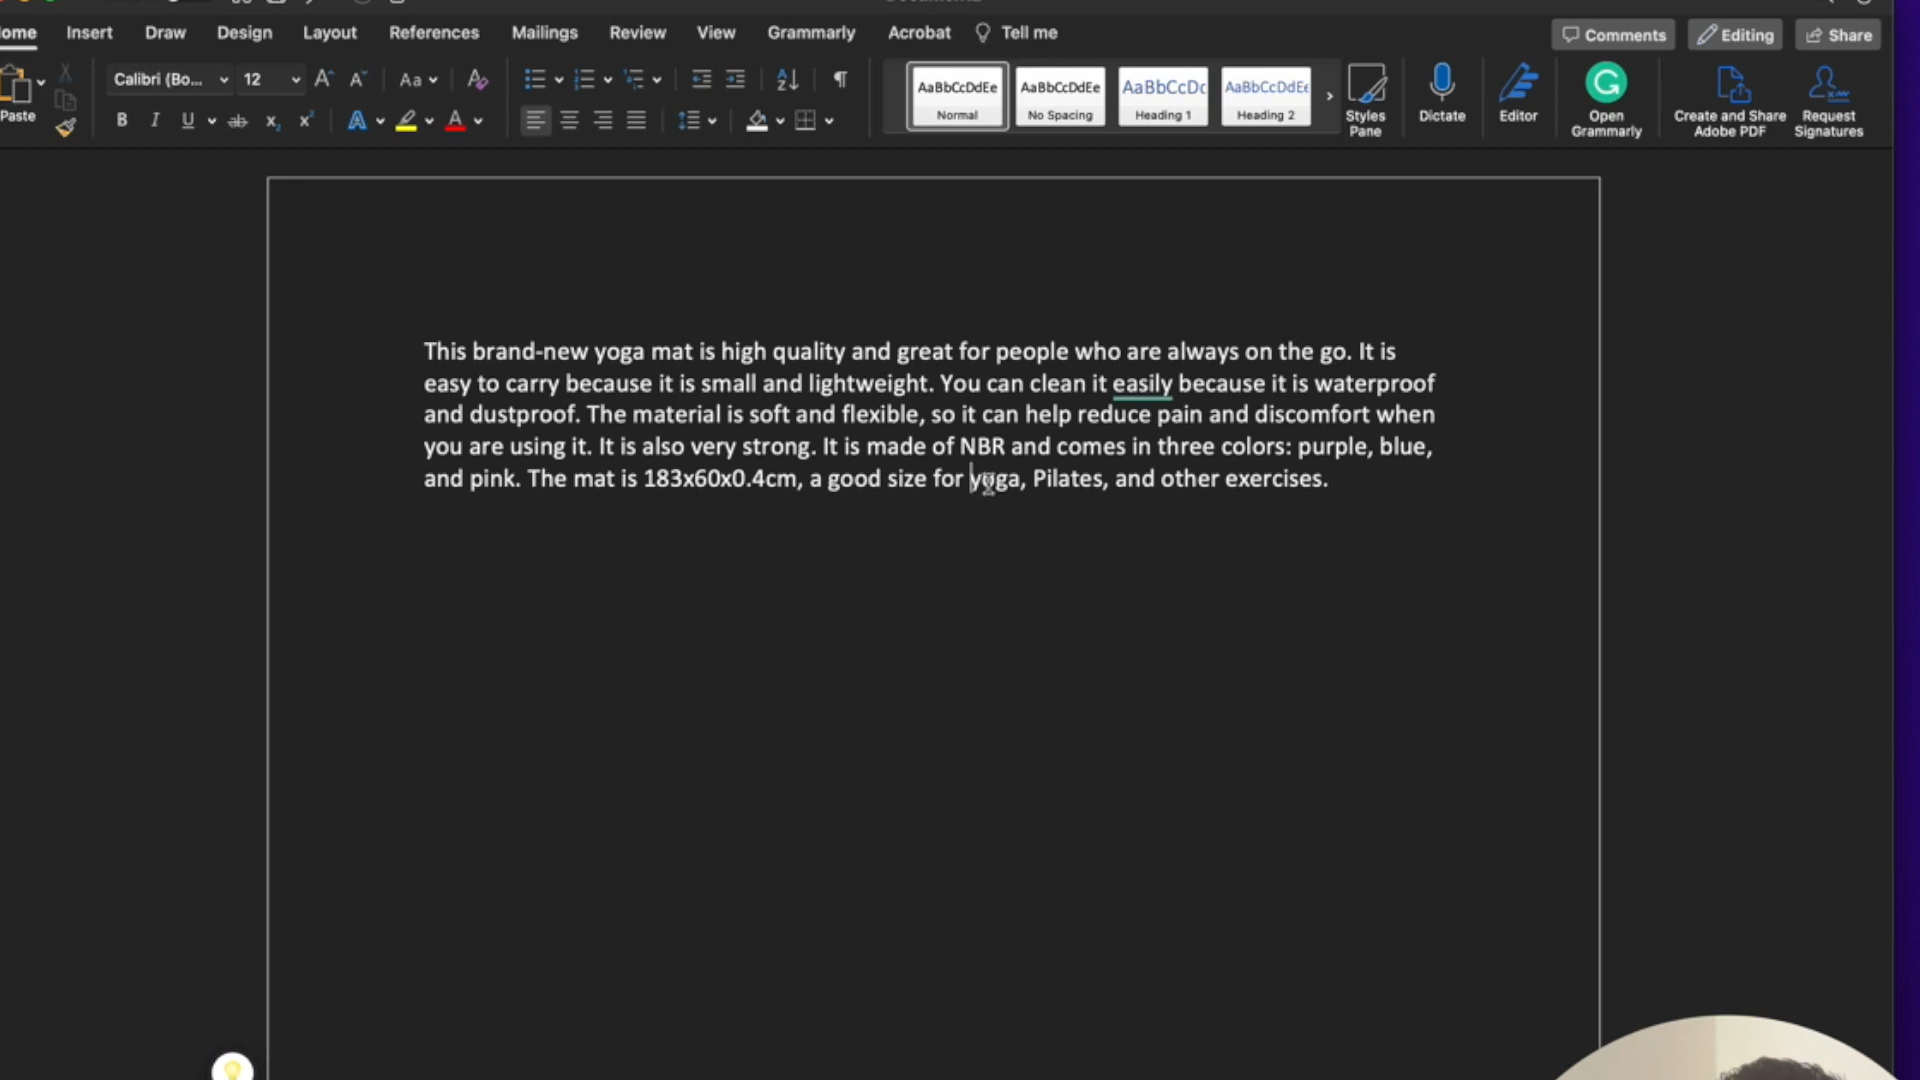 Insert Draw Design Layout References Mailings Review View Grammarly Acrobat Tell me Comments Editing Share
Calibri (Bo... 12 Aa
AaBbCcDdEe AaBbCcDdEe AaBbCcDc AaBbCcDdEe
Normal No Spacing Heading 1 Heading 2
Paste
Styles Pane
Dictate
Editor
Open Grammarly
Create and Share Adobe PDF
Request Signatures
This brand-new yoga mat is high quality and great for people who are always on the go. It is
easy to carry because it is small and lightweight. You can clean it easily because it is waterproof
and dustproof. The material is soft and flexible, so it can help reduce pain and discomfort when
you are using it. It is also very strong. It is made of NBR and comes in three colors: purple, blue,
and pink. The mat is 183x60x0.4cm, a good size for yoga, Pilates, and other exercises.